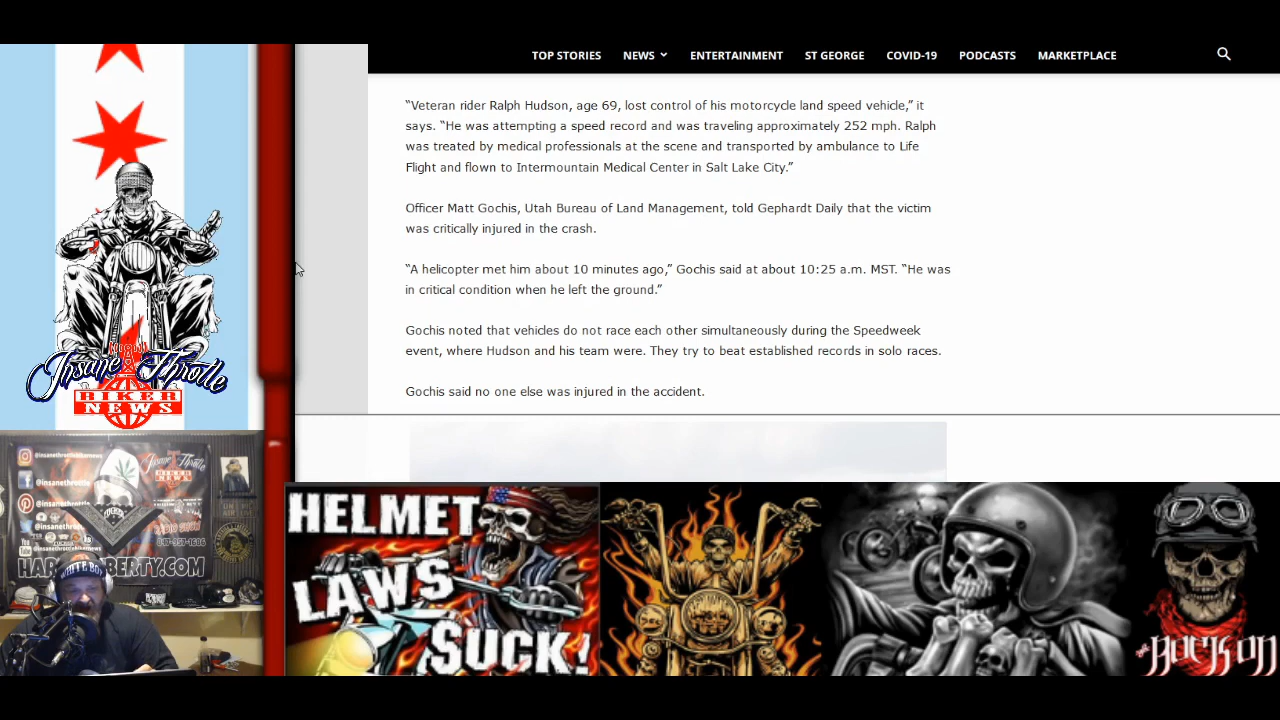 TOP STORIES NEWS ENTERTAINMENT ST GEORGE COVID-19 PODCASTS MARKETPLACE
“Veteran rider Ralph Hudson, age 69, lost control of his motorcycle land speed vehicle,” it
says. “He was attempting a speed record and was traveling approximately 252 mph. Ralph
was treated by medical professionals at the scene and transported by ambulance to Life
Flight and flown to Intermountain Medical Center in Salt Lake City.”
Officer Matt Gochis, Utah Bureau of Land Management, told Gephardt Daily that the victim
was critically injured in the crash.
“A helicopter met him about 10 minutes ago,” Gochis said at about 10:25 a.m. MST. “He was
in critical condition when he left the ground.”
Gochis noted that vehicles do not race each other simultaneously during the Speedweek
event, where Hudson and his team were. They try to beat established records in solo races.
Gochis said no one else was injured in the accident.
Insane Throttle
BIKER
NEWS
@insanethrottlebikernews
@insanethrottle
RADIO SHOW
HELMET
LAWS
SUCK!
ROCK ON